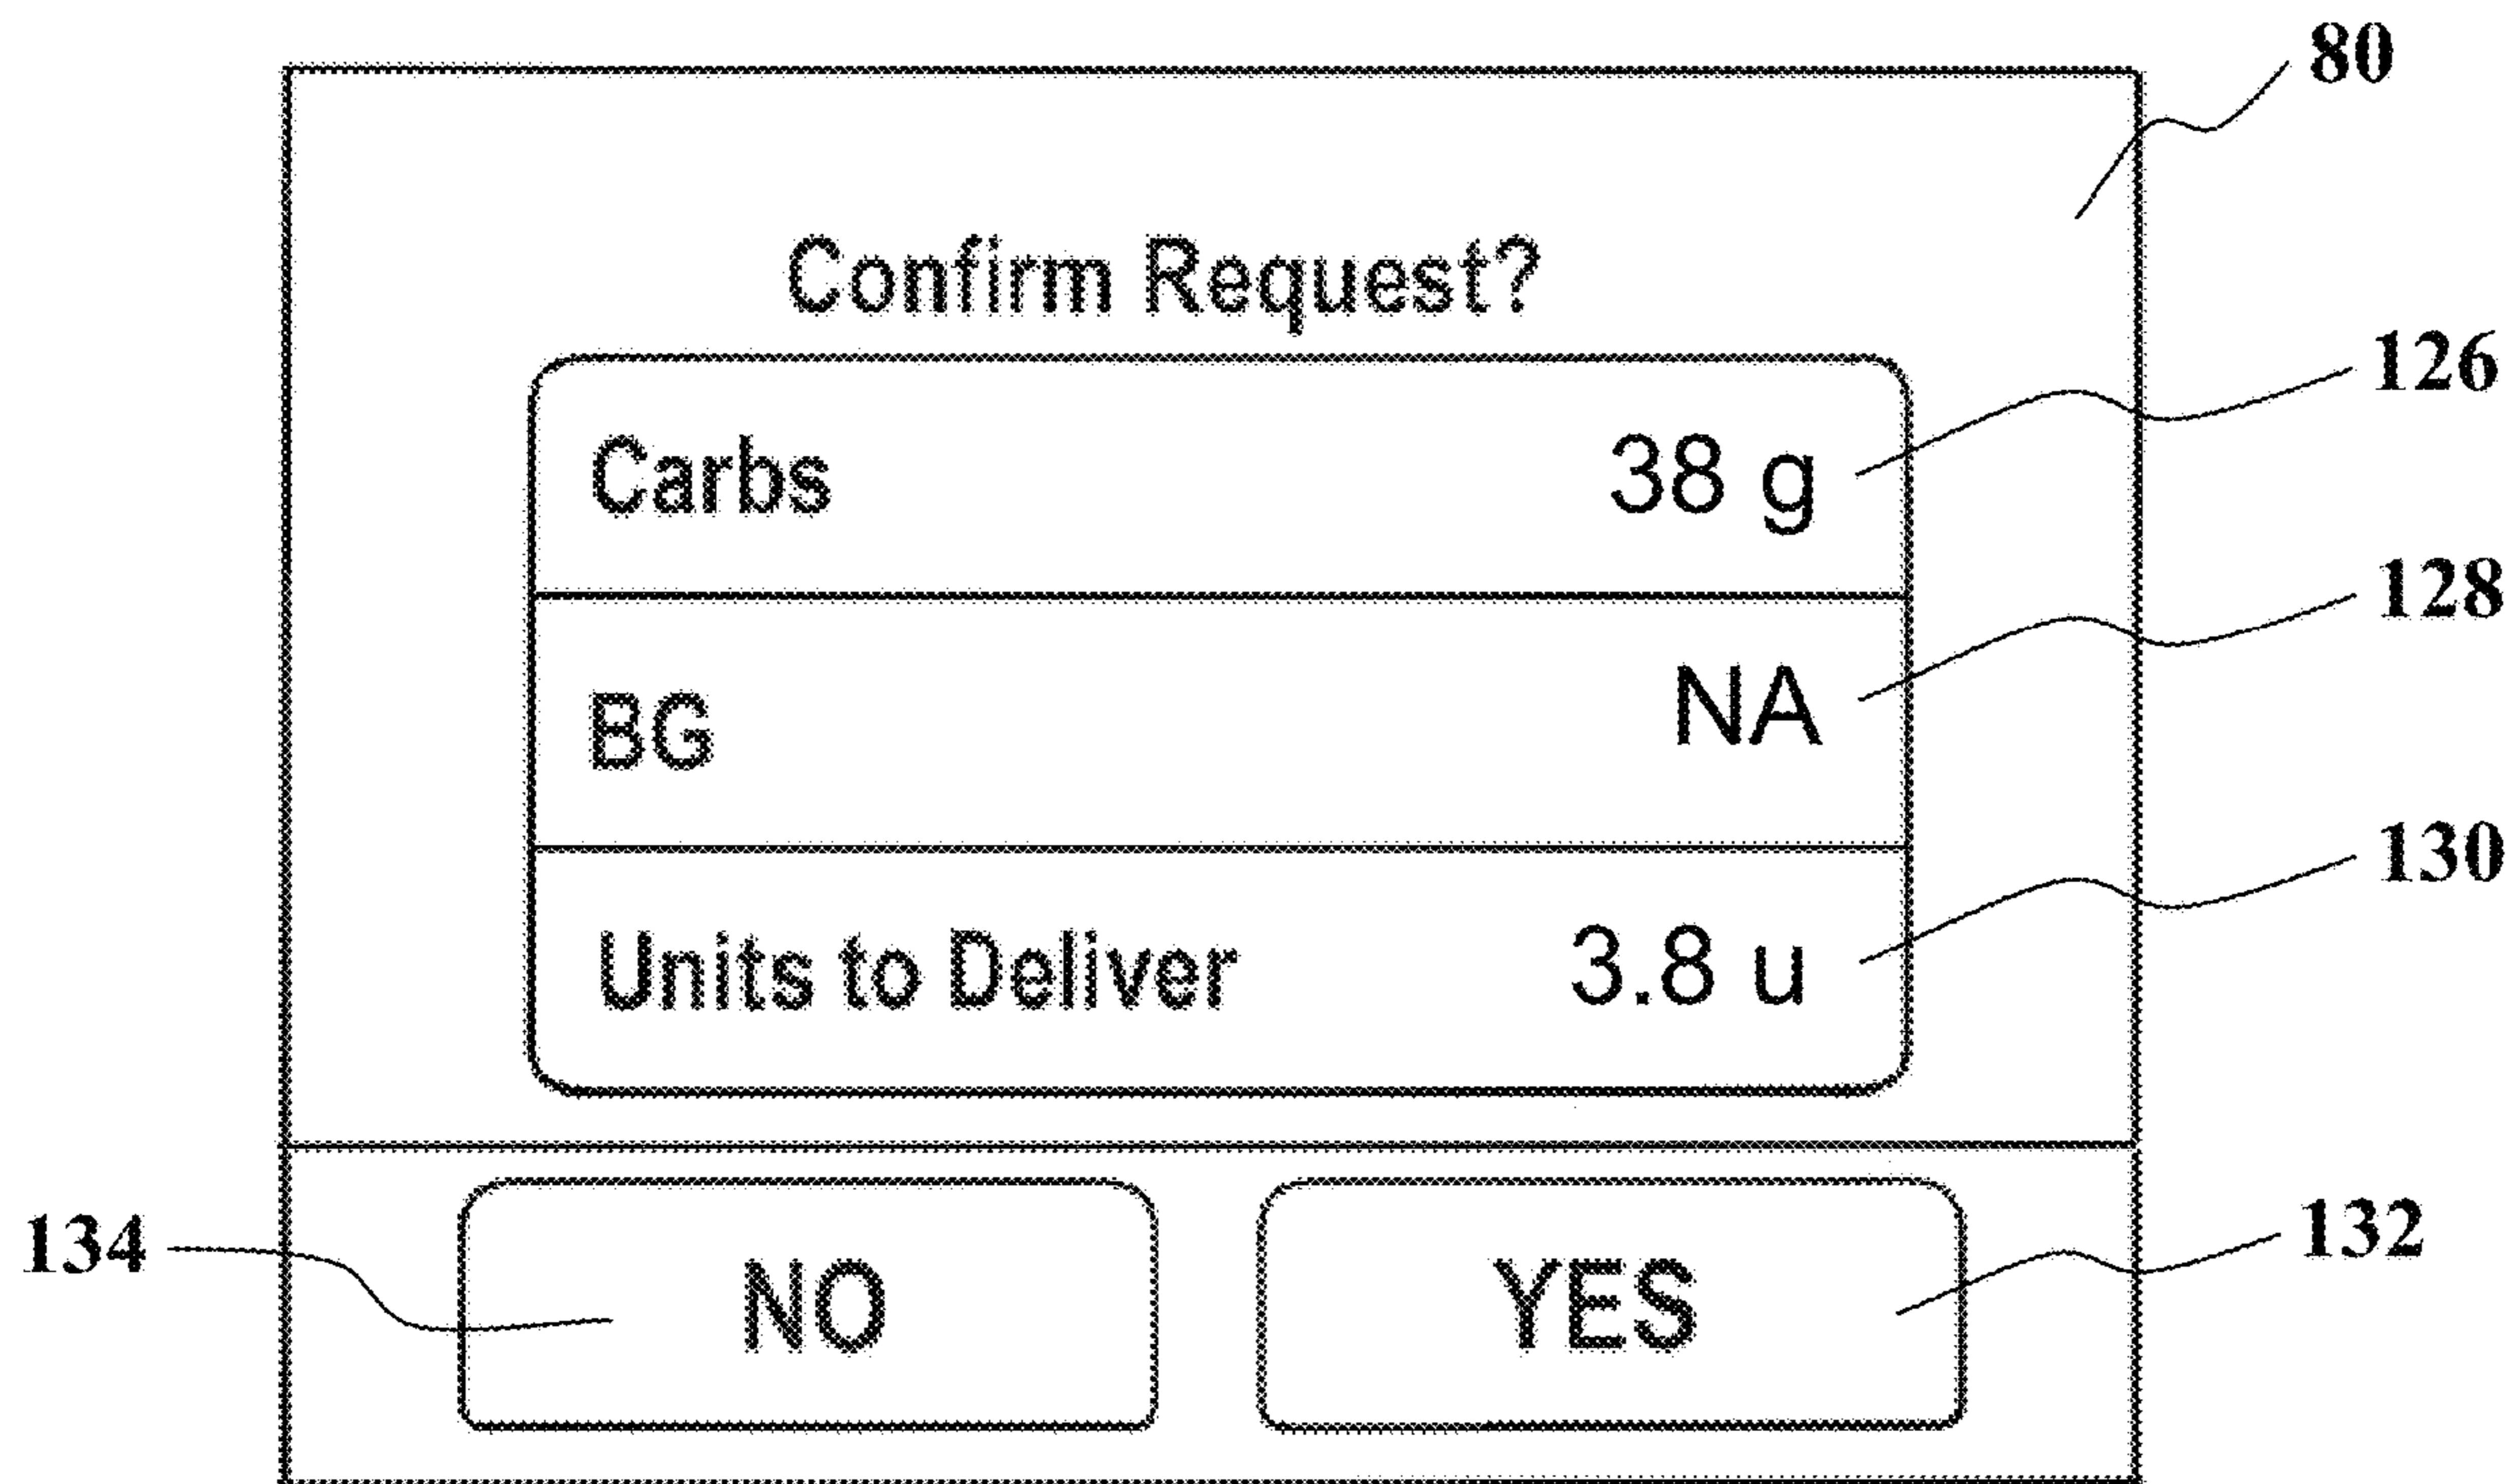 80
Confirm Request?
126
Carbs 38 g
128
BG NA
130
Units to Deliver 3.8 u
134 NO YES 132